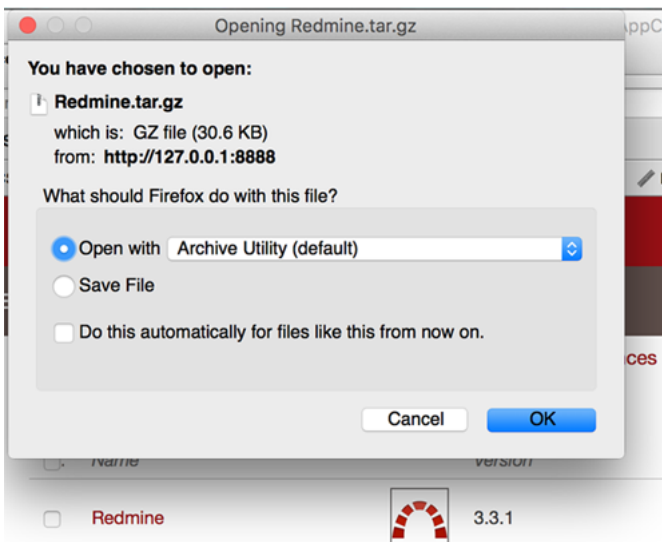 Opening Redmine.tar.gz
AppC
You have chosen to open:
Redmine.tar.gz
which is: GZ file (30.6 KB)
from: http://127.0.0.1:8888
What should Firefox do with this file?
Open with Archive Utility (default)
Save File
Do this automatically for files like this from now on.
ces
Cancel OK
Name Version
Redmine 3.3.1